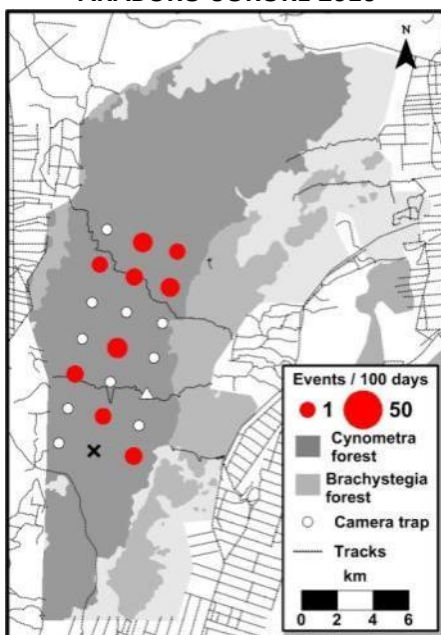 N
Events / 100 days
1 50
Cynometra
forest
Brachystegia
forest
Camera trap
Tracks
km
0 2 4 6